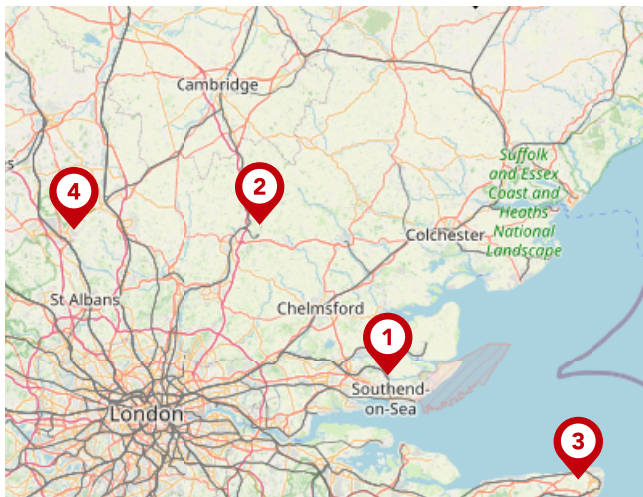 Cambridge
Suffolk
and Essex
Coast and
Heaths
National
Landscape
es
4
2
Colchester
St Albans
Chelmsford
1
Southend-
on-Sea
London
3